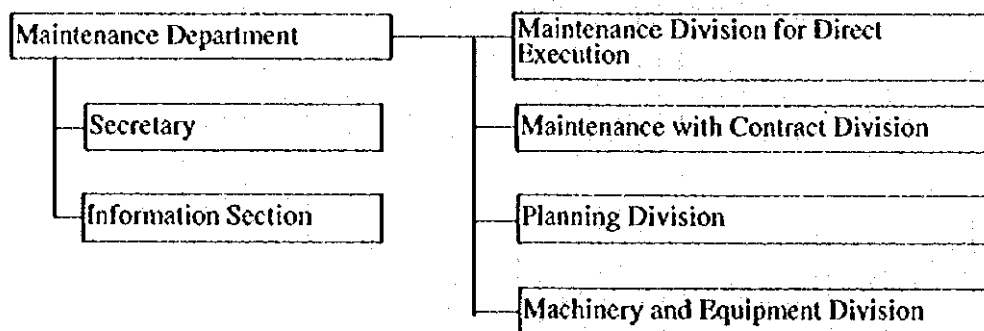 Maintenance Department
Secretary
Information Section
Maintenance Division for Direct
Execution
Maintenance with Contract Division
Planning Division
Machinery and Equipment Division